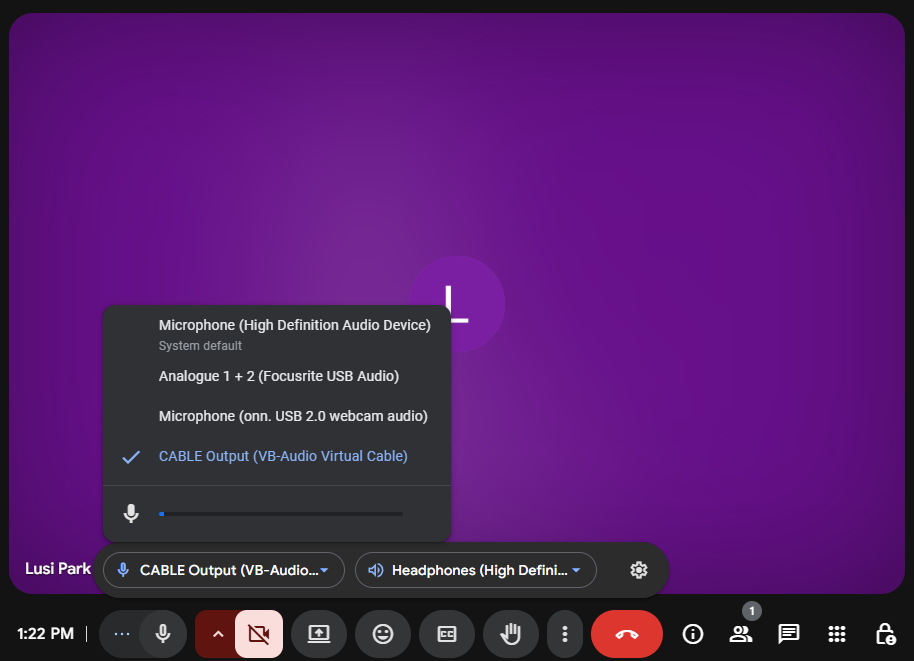 L
Microphone (High Definition Audio Device)
System default
Analogue 1 + 2 (Focusrite USB Audio)
Microphone (onn. USB 2.0 webcam audio)
CABLE Output (VB-Audio Virtual Cable)
Lusi Park
CABLE Output (VB-Audio...
Headphones (High Defini...
1:22 PM
CC
1